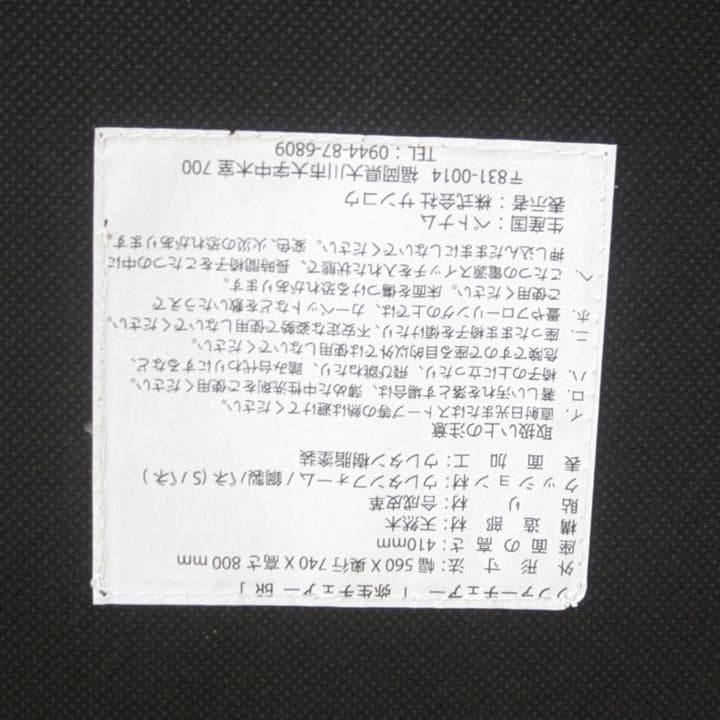 ソファーチェアー 「 弥生チェアー BK 」
外形寸法：幅 560 X 奥行 740 X 高さ 800 mm
座面の高さ：410mm
構造部材：天然木
貼り材：合成皮革
クッション材：ウレタンフォーム / 鋼製バネ (S バネ )
表面加工：ウレタン樹脂塗装
取扱い上の注意
イ．直射日光またはストーブ等の熱は避けてください。
ロ．著しい汚れを落とす場合は、薄めた中性洗剤をご使用ください。
ハ．椅子の上に立ったり、飛び跳ねたり、踏み台代わりにするなど、
危険ですので座る目的以外では使用しないでください。
ニ．座ったまま椅子を傾けたり、不安定な姿勢で使用しないでください。
ホ．畳やフローリングの上では、カーペットなどを敷いたうえで
ご使用ください。床面を傷つける恐れがあります。
ヘ．こたつの電源スイッチを入れた状態で、長時間椅子をこたつの中に
押し込んだままにしないでください。変色、火災の恐れがあります。
生産国：ベトナム
表示者：株式会社 サンコウ
〒831-0014 福岡県大川市大字中木室 700
TEL：0944-87-6809